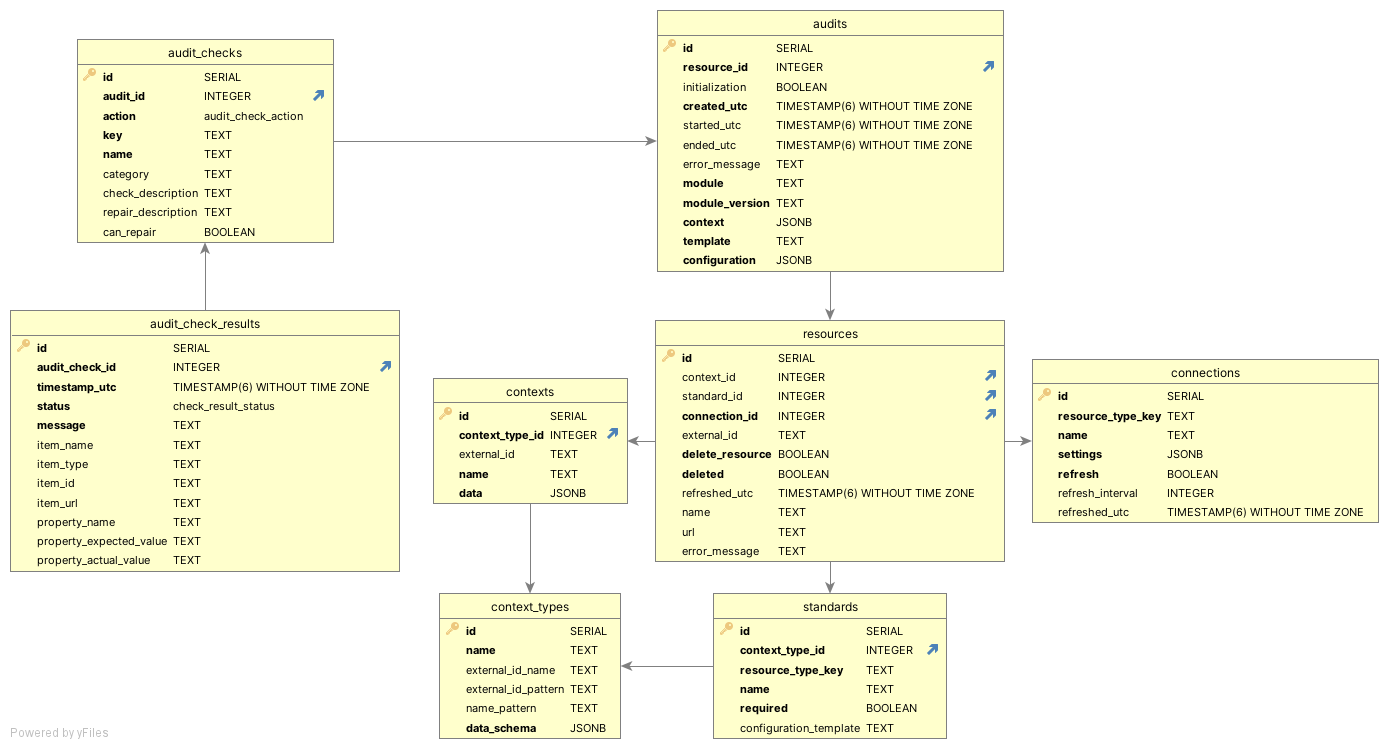 audit_checks
id SERIAL
audit_id INTEGER
action audit_check_action
key TEXT
name TEXT
category TEXT
check_description TEXT
repair_description TEXT
can_repair BOOLEAN
audits
id SERIAL
resource_id INTEGER
initialization BOOLEAN
created_utc TIMESTAMP(6) WITHOUT TIME ZONE
started_utc TIMESTAMP(6) WITHOUT TIME ZONE
ended_utc TIMESTAMP(6) WITHOUT TIME ZONE
error_message TEXT
module TEXT
module_version TEXT
context JSONB
template TEXT
configuration JSONB
audit_check_results
id SERIAL
audit_check_id INTEGER
timestamp_utc TIMESTAMP(6) WITHOUT TIME ZONE
status check_result_status
message TEXT
item_name TEXT
item_type TEXT
item_id TEXT
item_url TEXT
property_name TEXT
property_expected_value TEXT
property_actual_value TEXT
contexts
id SERIAL
context_type_id INTEGER
external_id TEXT
name TEXT
data JSONB
resources
id SERIAL
context_id INTEGER
standard_id INTEGER
connection_id INTEGER
external_id TEXT
delete_resource BOOLEAN
deleted BOOLEAN
refreshed_utc TIMESTAMP(6) WITHOUT TIME ZONE
name TEXT
url TEXT
error_message TEXT
connections
id SERIAL
resource_type_key TEXT
name TEXT
settings JSONB
refresh BOOLEAN
refresh_interval INTEGER
refreshed_utc TIMESTAMP(6) WITHOUT TIME ZONE
context_types
id SERIAL
name TEXT
external_id_name TEXT
external_id_pattern TEXT
name_pattern TEXT
data_schema JSONB
standards
id SERIAL
context_type_id INTEGER
resource_type_key TEXT
name TEXT
required BOOLEAN
configuration_template TEXT
Powered by yFiles